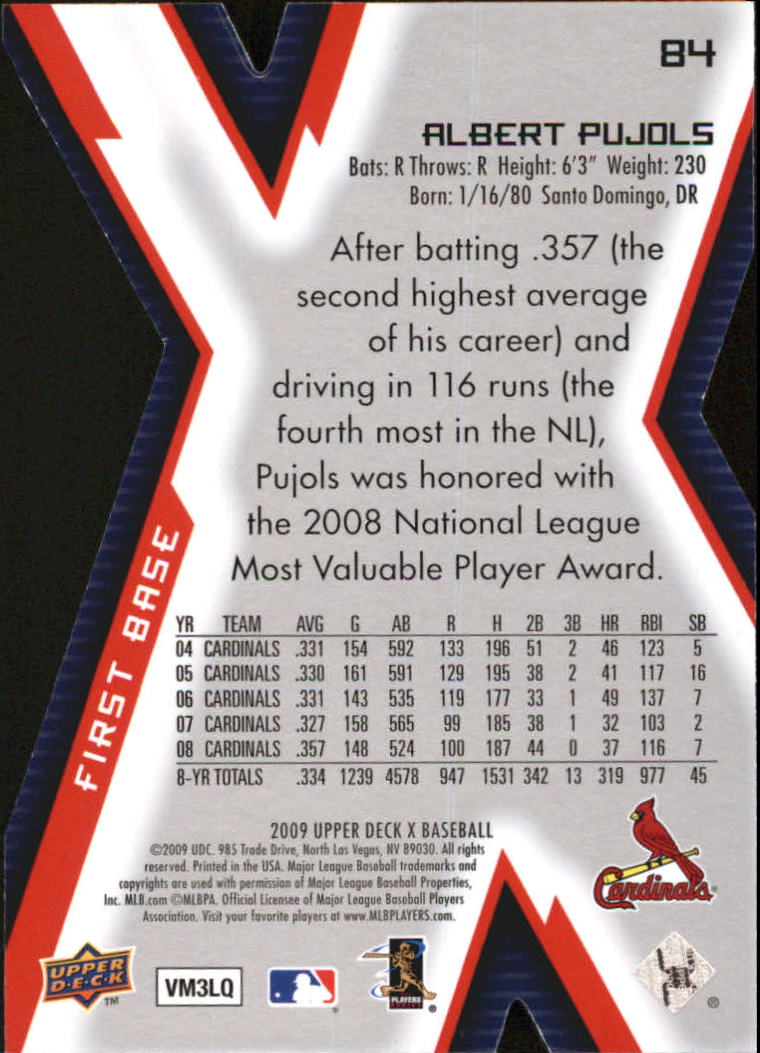 84
ALBERT PUJOLS
Bats: R Throws: R Height: 6'3" Weight: 230
Born: 1/16/80 Santo Domingo, DR
After batting .357 (the
second highest average
of his career) and
driving in 116 runs (the
fourth most in the NL),
Pujols was honored with
the 2008 National League
Most Valuable Player Award.
FIRST BASE
YR TEAM AVG G AB R H 2B 3B HR RBI SB
04 CARDINALS .331 154 592 133 196 51 2 46 123 5
05 CARDINALS .330 161 591 129 195 38 2 41 117 16
06 CARDINALS .331 143 535 119 177 33 1 49 137 7
07 CARDINALS .327 158 565 99 185 38 1 32 103 2
08 CARDINALS .357 148 524 100 187 44 0 37 116 7
8-YR TOTALS .334 1239 4578 947 1531 342 13 319 977 45
2009 UPPER DECK X BASEBALL
©2009 UDC. 985 Trade Drive, North Las Vegas, NV 89030. All rights
reserved. Printed in the USA. Major League Baseball trademarks and
copyrights are used with permission of Major League Baseball Properties,
Inc. MLB.com ©MLBPA. Official Licensee of Major League Baseball Players
Association. Visit your favorite players at www.MLBPLAYERS.com.
Cardinals®
UPPER
D·E·C·K
TM
VM3LQ
®
PLAYERS
CHOICE
®
®